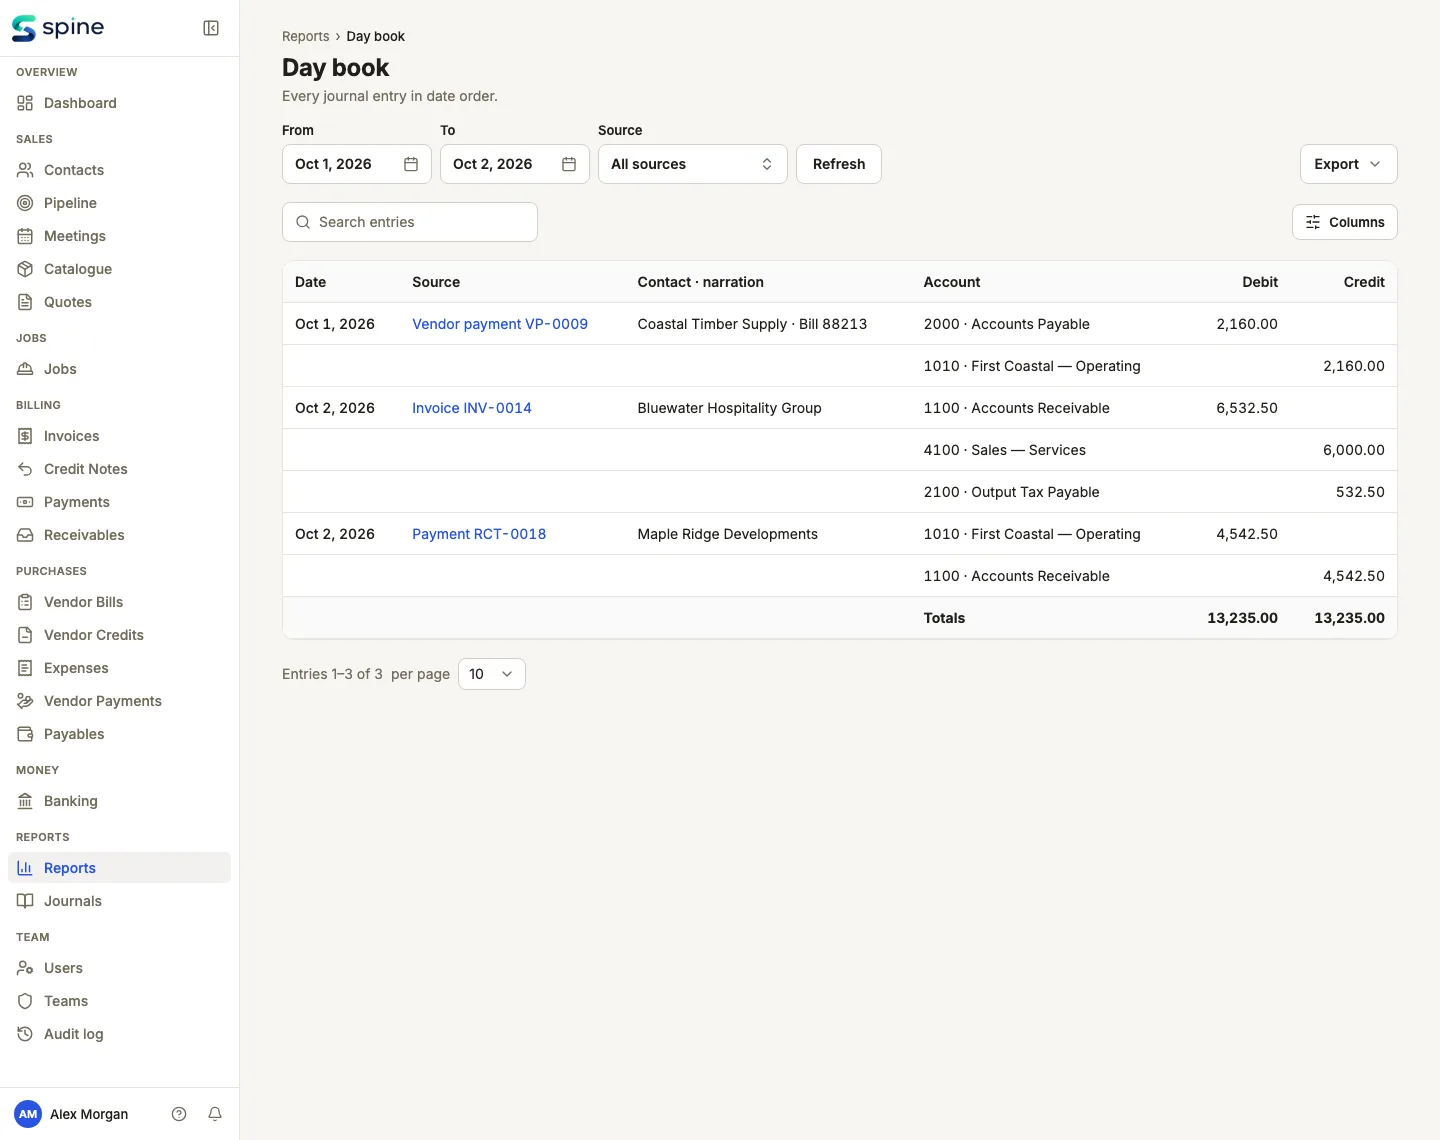 spine
OVERVIEW
Dashboard
SALES
Contacts
Pipeline
Meetings
Catalogue
Quotes
JOBS
Jobs
BILLING
Invoices
Credit Notes
Payments
Receivables
PURCHASES
Vendor Bills
Vendor Credits
Expenses
Vendor Payments
Payables
MONEY
Banking
REPORTS
Reports
Journals
TEAM
Users
Teams
Audit log
AM Alex Morgan
Reports › Day book
Day book
Every journal entry in date order.
From To Source
Oct 1, 2026 Oct 2, 2026 All sources Refresh Export
Search entries Columns
Date Source Contact · narration Account Debit Credit
Oct 1, 2026 Vendor payment VP-0009 Coastal Timber Supply · Bill 88213 2000 · Accounts Payable 2,160.00
1010 · First Coastal — Operating 2,160.00
Oct 2, 2026 Invoice INV-0014 Bluewater Hospitality Group 1100 · Accounts Receivable 6,532.50
4100 · Sales — Services 6,000.00
2100 · Output Tax Payable 532.50
Oct 2, 2026 Payment RCT-0018 Maple Ridge Developments 1010 · First Coastal — Operating 4,542.50
1100 · Accounts Receivable 4,542.50
Totals 13,235.00 13,235.00
Entries 1–3 of 3 per page 10